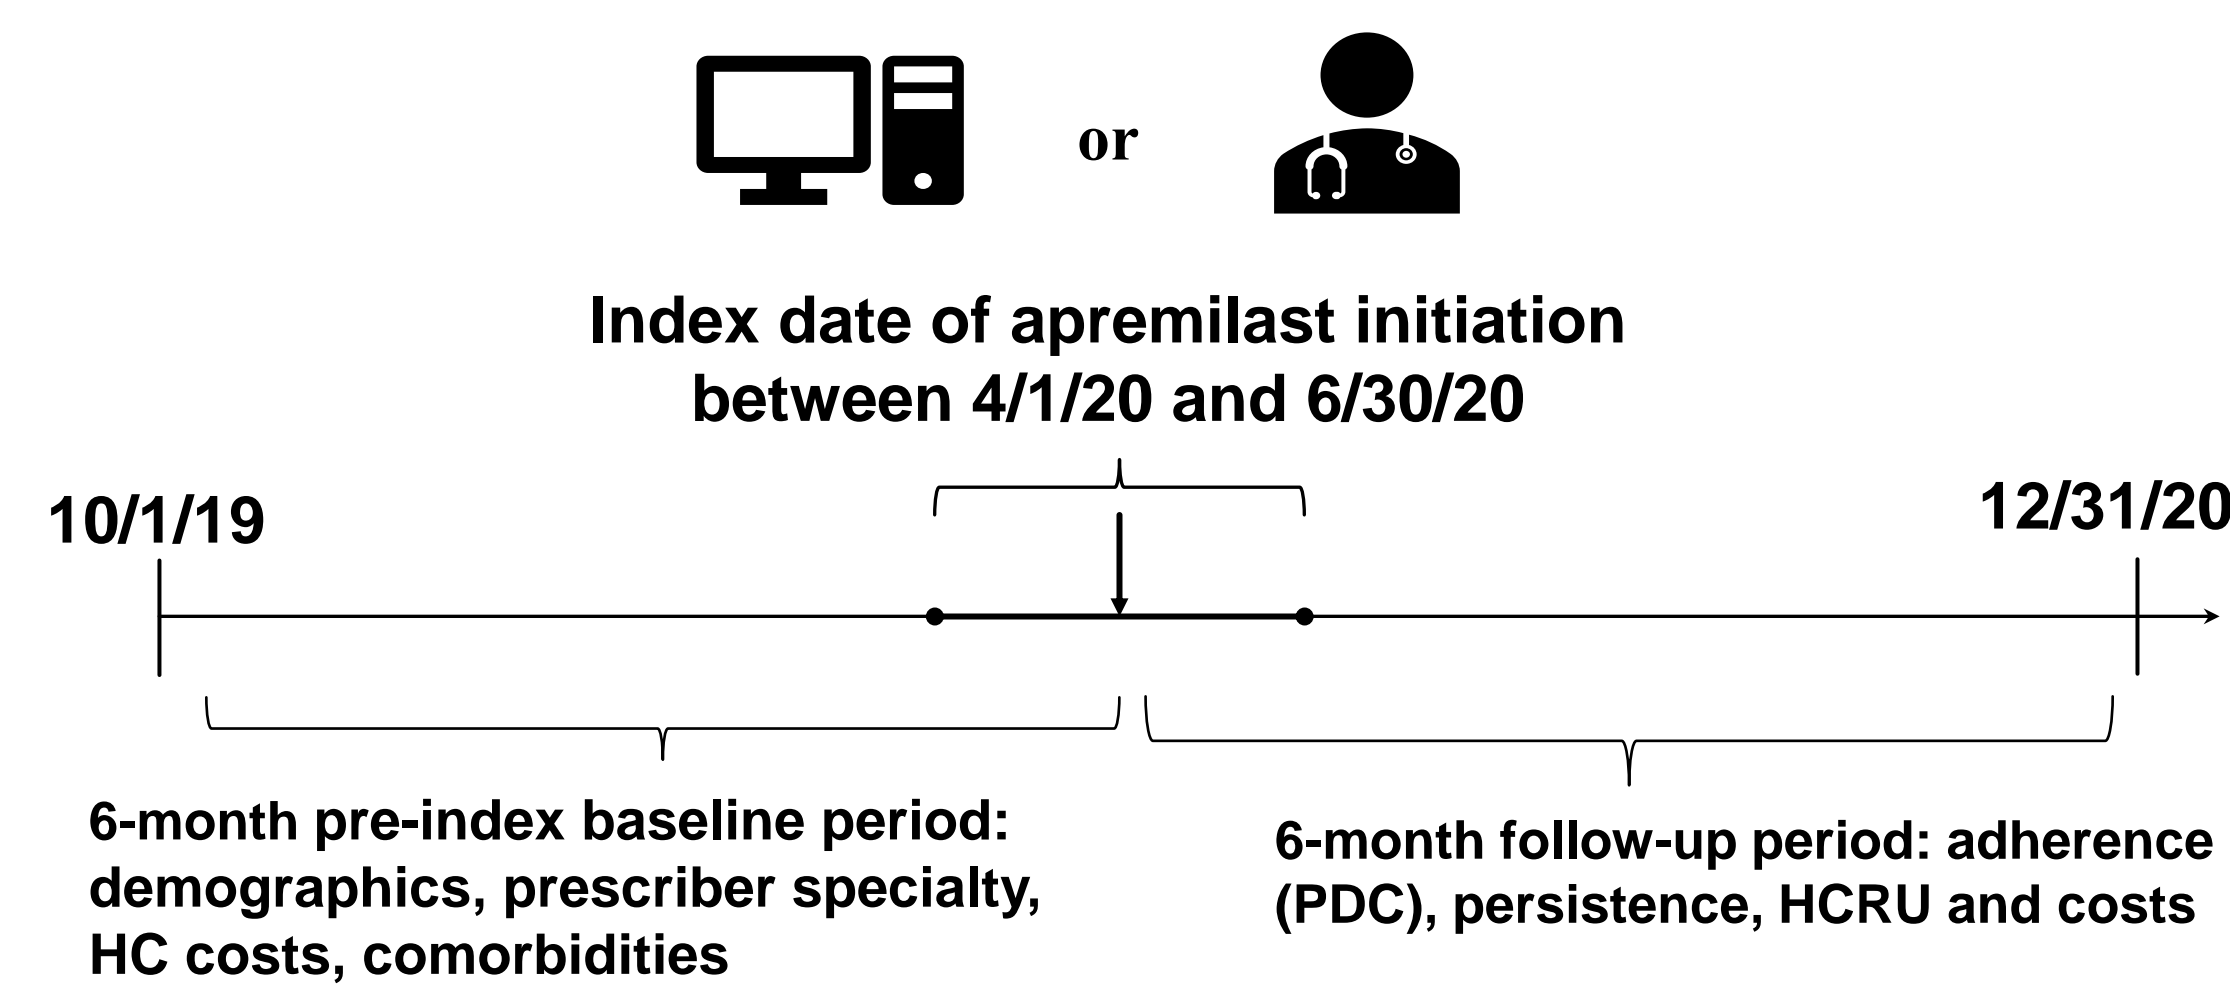 or
Index date of apremilast initiation
between 4/1/20 and 6/30/20
10/1/19
12/31/20
6-month pre-index baseline period:
demographics, prescriber specialty,
HC costs, comorbidities
6-month follow-up period: adherence
(PDC), persistence, HCRU and costs